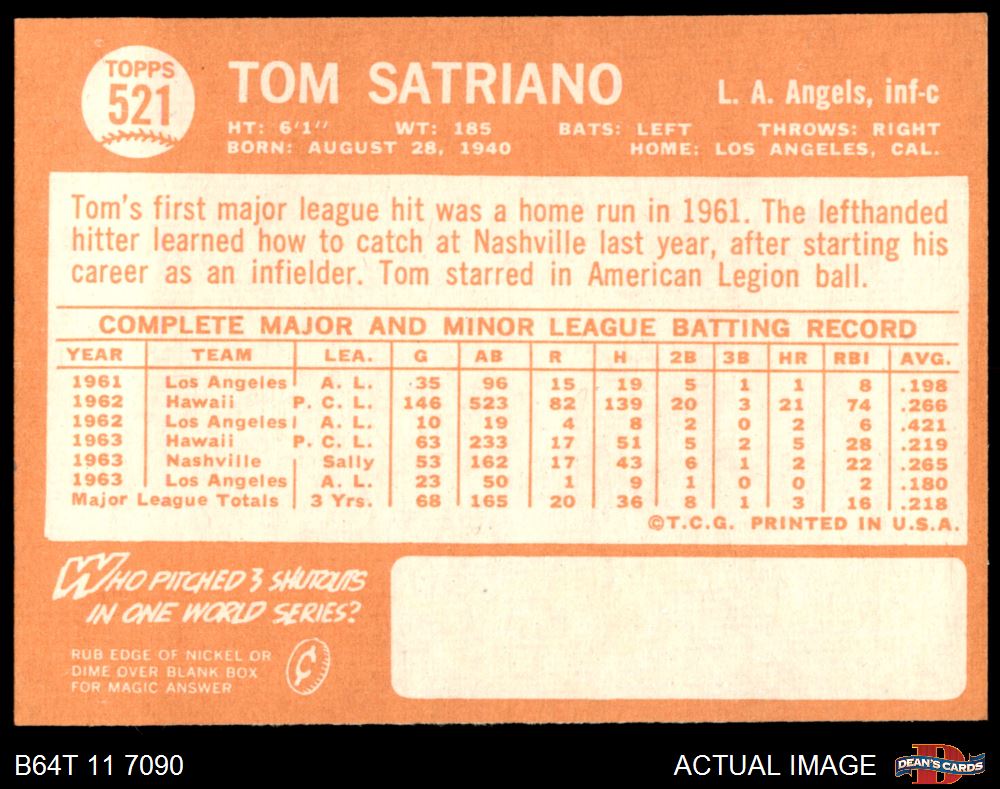 TOPPS
521
TOM SATRIANO
L. A. Angels, inf-c
HT: 6'1" WT: 185 BATS: LEFT THROWS: RIGHT
BORN: AUGUST 28, 1940 HOME: LOS ANGELES, CAL.
Tom's first major league hit was a home run in 1961. The lefthanded
hitter learned how to catch at Nashville last year, after starting his
career as an infielder. Tom starred in American Legion ball.
COMPLETE MAJOR AND MINOR LEAGUE BATTING RECORD
YEAR TEAM LEA. G AB R H 2B 3B HR RBI AVG.
1961 Los Angeles A. L. 35 96 15 19 5 1 1 8 .198
1962 Hawaii P. C. L. 146 523 82 139 20 3 21 74 .266
1962 Los Angeles A. L. 10 19 4 8 2 0 2 6 .421
1963 Hawaii P. C. L. 63 233 17 51 5 2 5 28 .219
1963 Nashville Sally 53 162 17 43 6 1 2 22 .265
1963 Los Angeles A. L. 23 50 1 9 1 0 0 2 .180
Major League Totals 3 Yrs. 68 165 20 36 8 1 3 16 .218
©T.C.G. PRINTED IN U.S.A.
WHO PITCHED 3 SHUTOUTS
IN ONE WORLD SERIES?
RUB EDGE OF NICKEL OR
DIME OVER BLANK BOX
FOR MAGIC ANSWER
¢
B64T 11 7090
ACTUAL IMAGE
DEAN'S CARDS